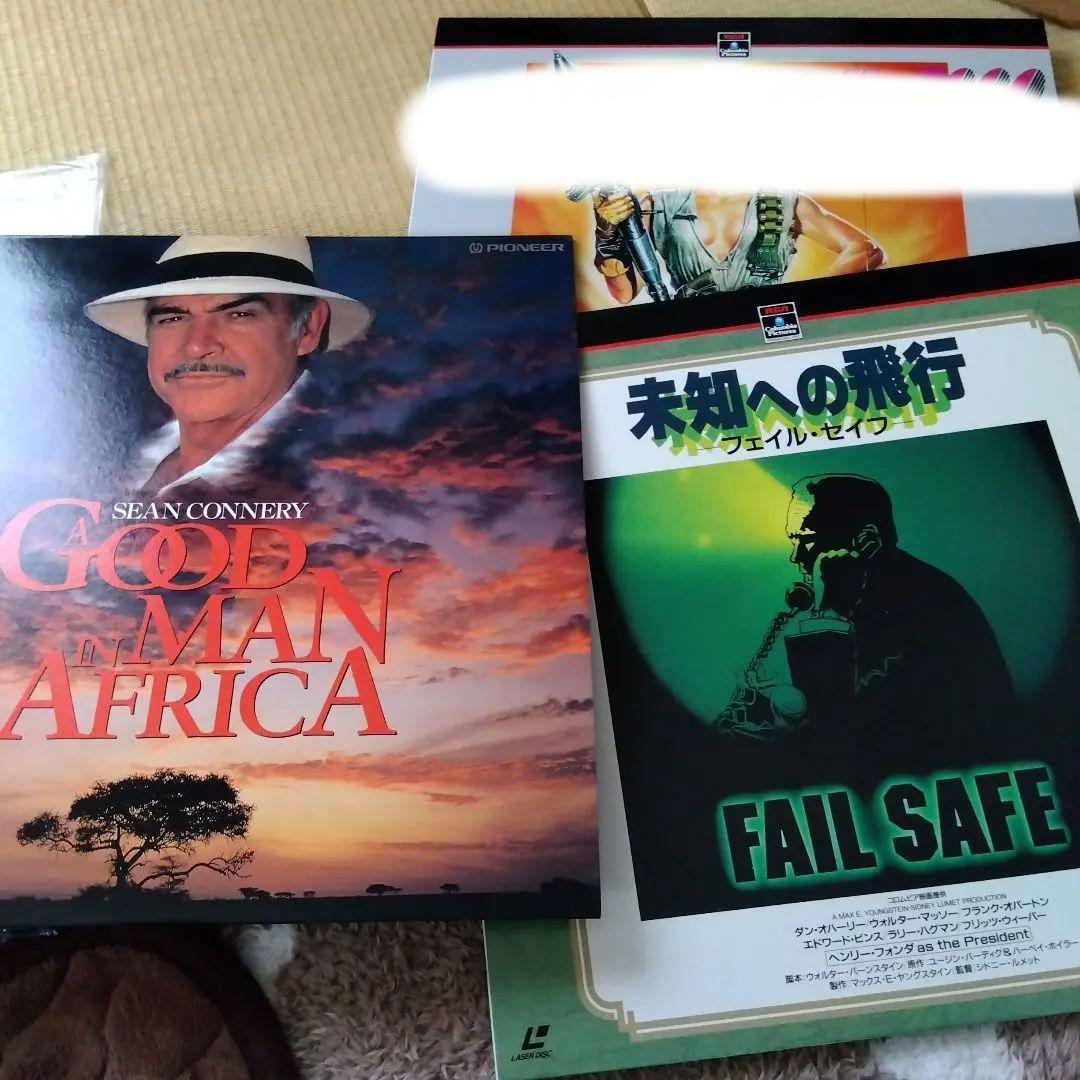 RCA
Columbia
Pictures
PIONEER
SEAN CONNERY
A GOOD
MAN
IN
AFRICA
RCA
Columbia
Pictures
未知への飛行
フェイル・セイフ
FAIL SAFE
コロムビア映画提供
A MAX E. YOUNGSTEIN-SIDNEY LUMET PRODUCTION
ダン・オハーリー/ウォルター・マッソー/フランク・オバートン
エドワード・ビンス/ラリー・ハグマン/フリッツ・ウィーバー
ヘンリー・フォンダ as the President
脚本・ウォルター・バーンスタイン/原作・ユージン・バーディク&ハーベイ・ホイラー
製作・マックス・E・ヤングスタイン/監督・シドニー・ルメット
LASER DISC